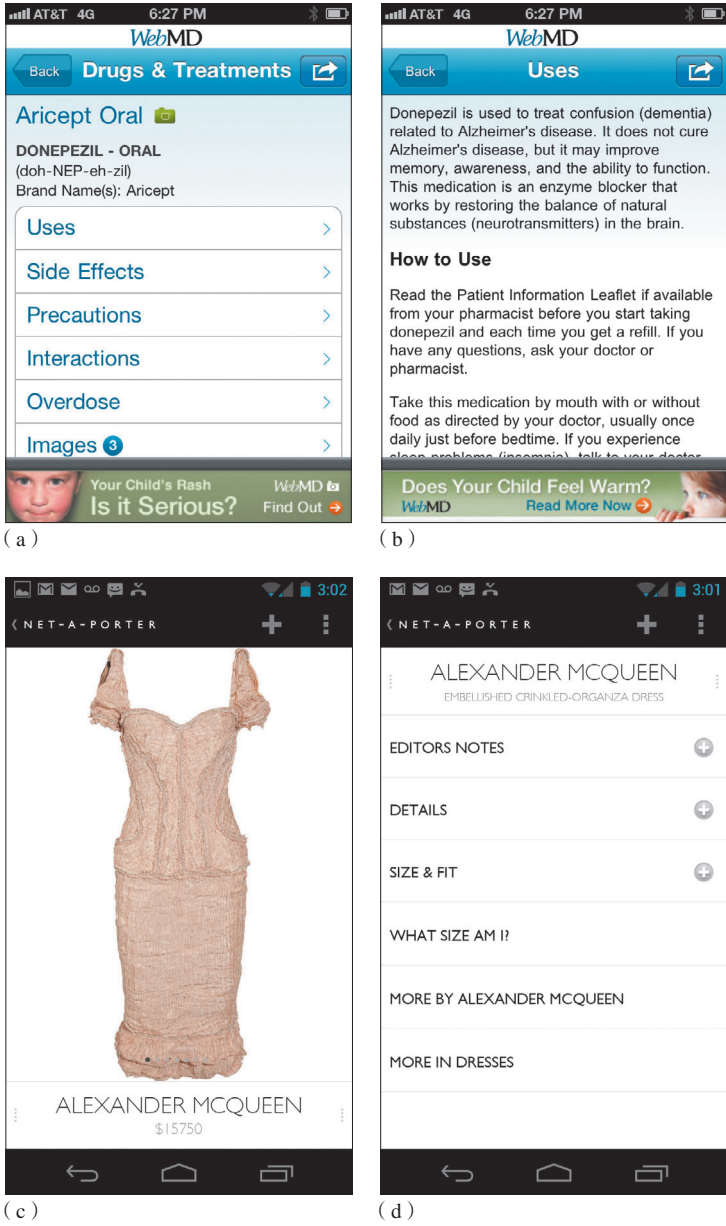 AT&T 4G 6:27 PM
WebMD
Back Drugs & Treatments
Aricept Oral
DONEPEZIL - ORAL
(doh-NEP-eh-zil)
Brand Name(s): Aricept
Uses
Side Effects
Precautions
Interactions
Overdose
Images 3
Your Child's Rash
Is it Serious?
WebMD
Find Out
(a)
AT&T 4G 6:27 PM
WebMD
Back Uses
Donepezil is used to treat confusion (dementia)
related to Alzheimer's disease. It does not cure
Alzheimer's disease, but it may improve
memory, awareness, and the ability to function.
This medication is an enzyme blocker that
works by restoring the balance of natural
substances (neurotransmitters) in the brain.
How to Use
Read the Patient Information Leaflet if available
from your pharmacist before you start taking
donepezil and each time you get a refill. If you
have any questions, ask your doctor or
pharmacist.
Take this medication by mouth with or without
food as directed by your doctor, usually once
daily just before bedtime. If you experience
sleep problems (insomnia), talk to your doctor
Does Your Child Feel Warm?
WebMD Read More Now
(b)
3:02
NET-A-PORTER
ALEXANDER MCQUEEN
$15750
(c)
3:01
NET-A-PORTER
ALEXANDER MCQUEEN
EMBELLISHED CRINKLED-ORGANZA DRESS
EDITORS NOTES
DETAILS
SIZE & FIT
WHAT SIZE AM I?
MORE BY ALEXANDER MCQUEEN
MORE IN DRESSES
(d)